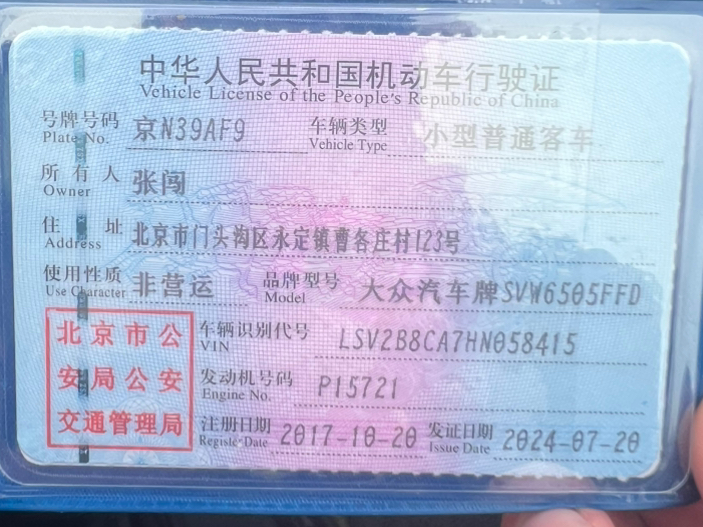 中华人民共和国机动车行驶证
Vehicle License of the People's Republic of China
号牌号码 京N39AF9 车辆类型 小型普通客车
Plate No. Vehicle Type
所有人 张闯
Owner
住址 北京市门头沟区永定镇曹各庄村123号
Address
使用性质 非营运 品牌型号 大众汽车牌SVW6505FFD
Use Character Model
北京市公 车辆识别代号 LSV2B8CA7HN058415
VIN
安局公安 发动机号码 P15721
Engine No.
交通管理局 注册日期 2017-10-20 发证日期 2024-07-20
Register Date Issue Date